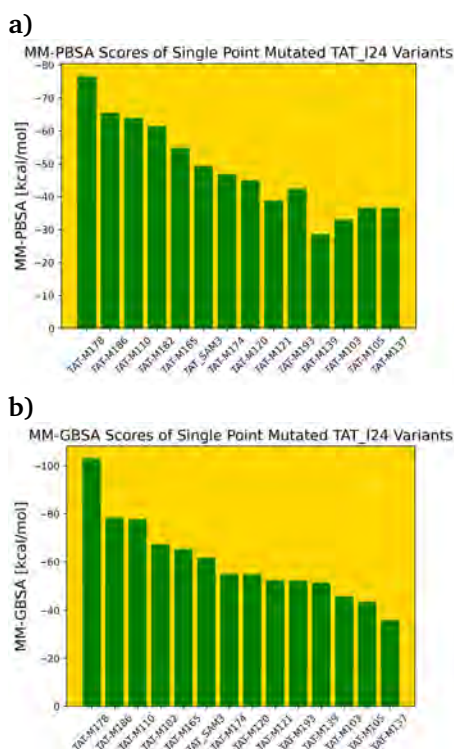 a)
MM-PBSA Scores of Single Point Mutated TAT_I24 Variants
MM-PBSA [kcal/mol]
−80
−70
−60
−50
−40
−30
−20
−10
0
TAT-M178
TAT-M186
TAT-M110
TAT-M182
TAT-M165
TAT_SAM3
TAT-M174
TAT-M120
TAT-M121
TAT-M193
TAT-M139
TAT-M103
TAT-M105
TAT-M137
b)
MM-GBSA Scores of Single Point Mutated TAT_I24 Variants
MM-GBSA [kcal/mol]
−100
−80
−60
−40
−20
0
TAT-M178
TAT-M186
TAT-M110
TAT-M182
TAT-M165
TAT_SAM3
TAT-M174
TAT-M120
TAT-M121
TAT-M193
TAT-M139
TAT-M103
TAT-M105
TAT-M137